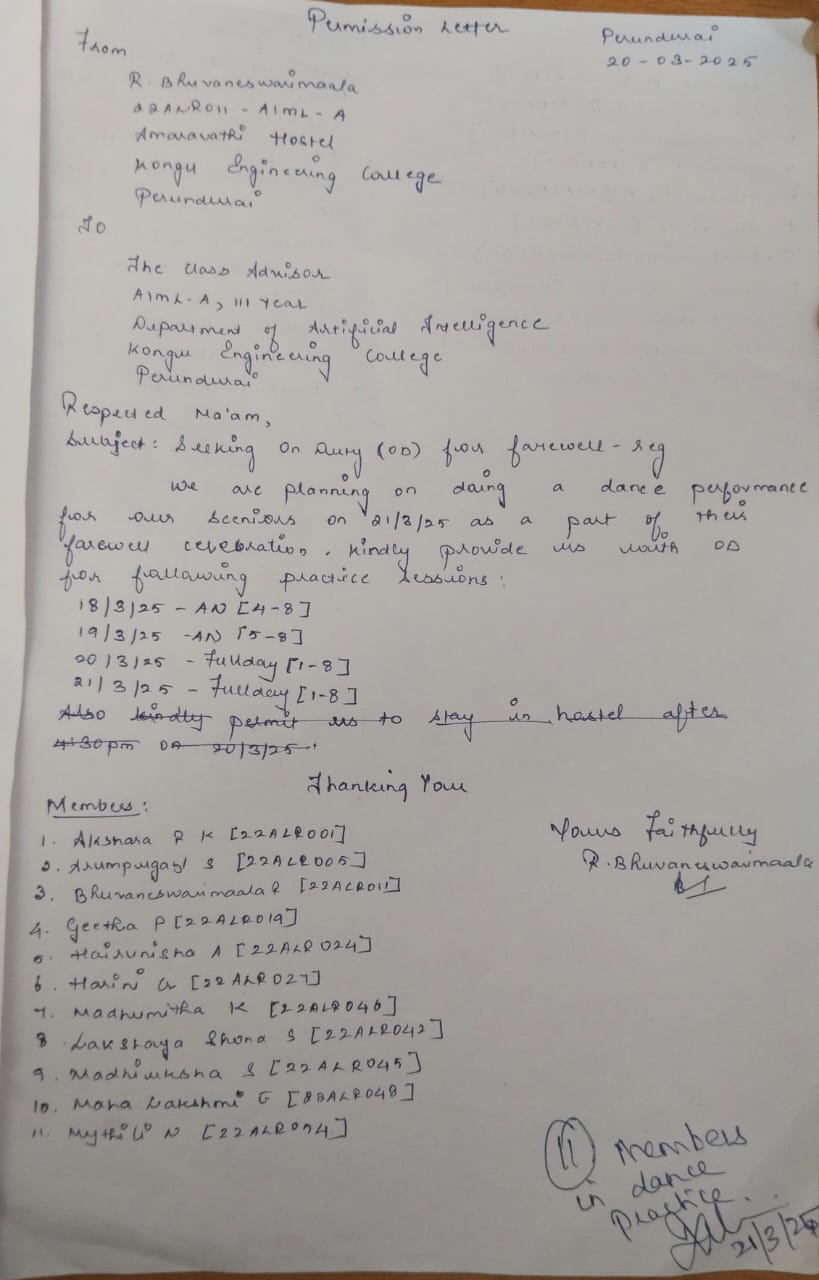 Permission Letter
Perundurai
20-03-2025
From
R. Bhuvaneswarimaala
22ALR011 - AIML - A
Amaravathi Hostel
Kongu Engineering College
Perundurai
To
The Class Advisor
AIML-A, III Year
Department of Artificial Intelligence
Kongu Engineering College
Perundurai
Respected Ma'am,
Subject: Seeking On Duty (OD) for farewell - reg
We are planning on doing a dance performance
for our seeniors on 21/3/25 as a part of their
farewell celebration. Kindly provide us with OD
for following practice sessions:
18/3/25 - AN [4-8]
19/3/25 - AN [5-8]
20/3/25 - Fullday [1-8]
21/3/25 - Fullday [1-8]
Also kindly permit us to stay in hostel after
4:30pm on 20/3/25.
Thanking You
Members:
Yours Faithfully
R. Bhuvaneswarimaala
1. Akshara R K [22ALR001]
2. Arumpugazl S [22ALR005]
3. Bhuvaneswarimaala R [22ALR011]
4. Geetha P [22ALR019]
5. Hairunisha A [22ALR024]
6. Harini G [22ALR027]
7. Madhumitha K [22ALR046]
8. Lakshaya Shona S [22ALR042]
9. Madhiuksha S [22ALR045]
10. Maha Lakshmi G [22ALR048]
11. Mythili N [22ALR054]
11 Members
in dance
practice.
21/3/25